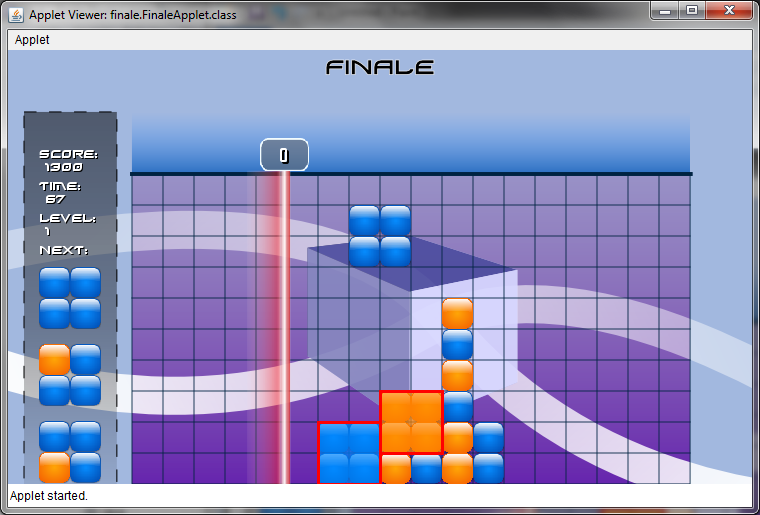 Applet Viewer: finale.FinaleApplet.class
Applet
FINALE
0
SCORE:
1300
TIME:
67
LEVEL:
1
NEXT:
Applet started.